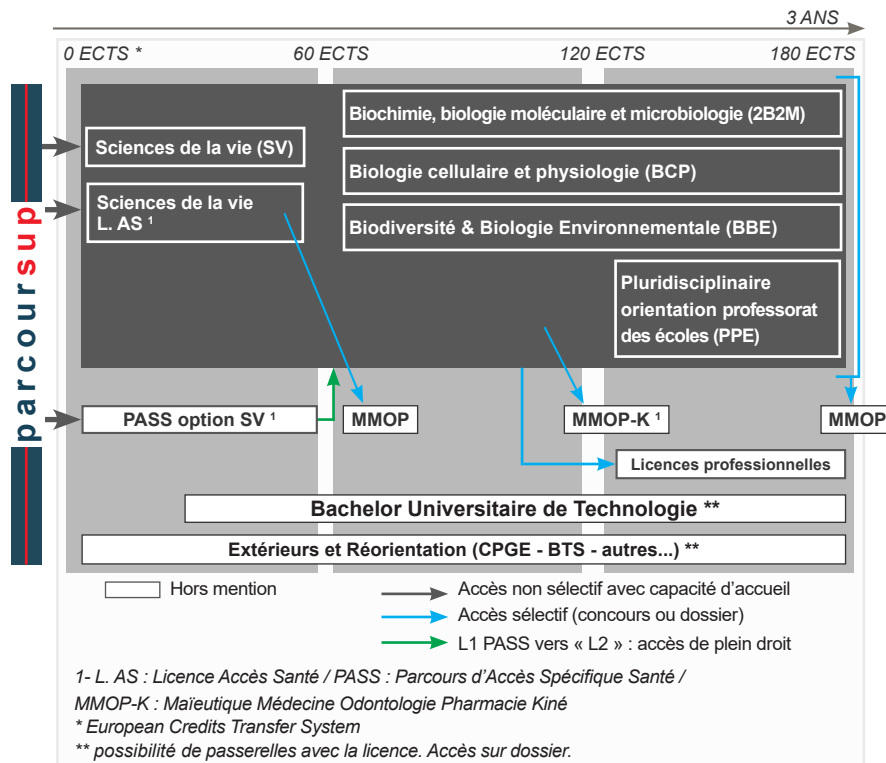 3 ANS
0 ECTS *
60 ECTS
120 ECTS
180 ECTS
parcoursup
Biochimie, biologie moléculaire et microbiologie (2B2M)
Sciences de la vie (SV)
Biologie cellulaire et physiologie (BCP)
Sciences de la vie
L. AS ¹
Biodiversité & Biologie Environnementale (BBE)
Pluridisciplinaire
orientation professorat
des écoles (PPE)
PASS option SV ¹
MMOP
MMOP-K ¹
MMOP
Licences professionnelles
Bachelor Universitaire de Technologie **
Extérieurs et Réorientation (CPGE - BTS - autres...) **
Hors mention
Accès non sélectif avec capacité d'accueil
Accès sélectif (concours ou dossier)
L1 PASS vers « L2 » : accès de plein droit
1- L. AS : Licence Accès Santé / PASS : Parcours d'Accès Spécifique Santé /
MMOP-K : Maïeutique Médecine Odontologie Pharmacie Kiné
* European Credits Transfer System
** possibilité de passerelles avec la licence. Accès sur dossier.